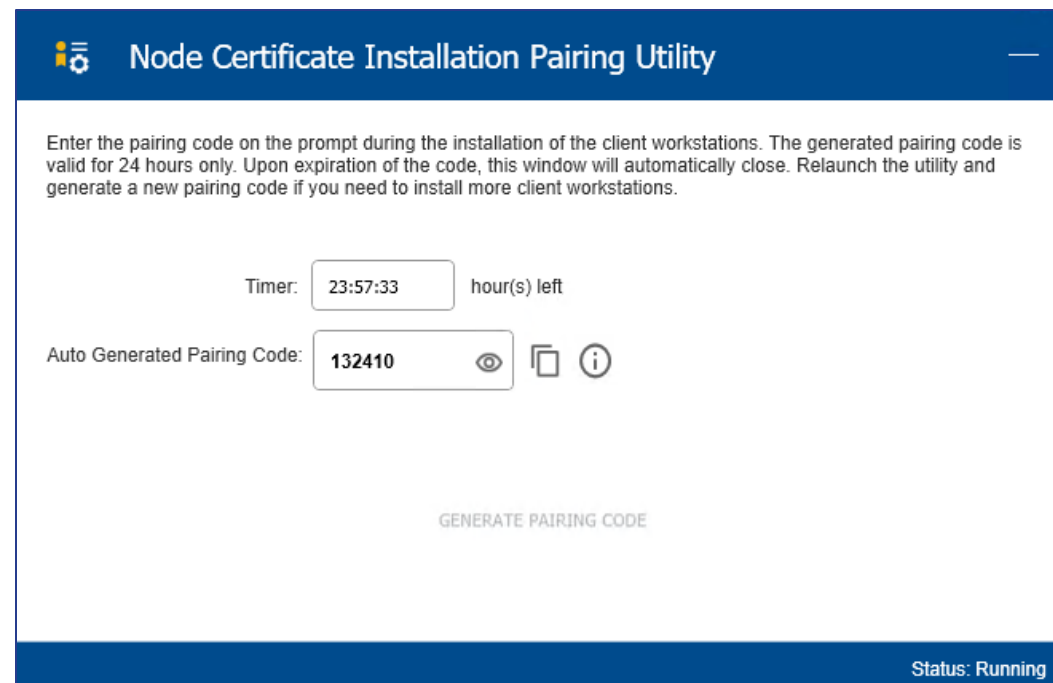 Node Certificate Installation Pairing Utility
Enter the pairing code on the prompt during the installation of the client workstations. The generated pairing code is
valid for 24 hours only. Upon expiration of the code, this window will automatically close. Relaunch the utility and
generate a new pairing code if you need to install more client workstations.
Timer: 23:57:33 hour(s) left
Auto Generated Pairing Code: 132410
GENERATE PAIRING CODE
Status: Running